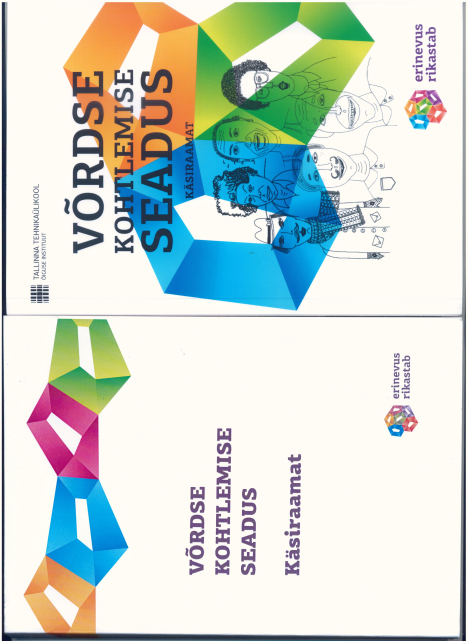 TALLINNA TEHNIKAÜLIKOOL
ÕIGUSE INSTITUUT
VÕRDSE
KOHTLEMISE
SEADUS
KÄSIRAAMAT
erinevus
rikastab
VÕRDSE
KOHTLEMISE
SEADUS
Käsiraamat
erinevus
rikastab